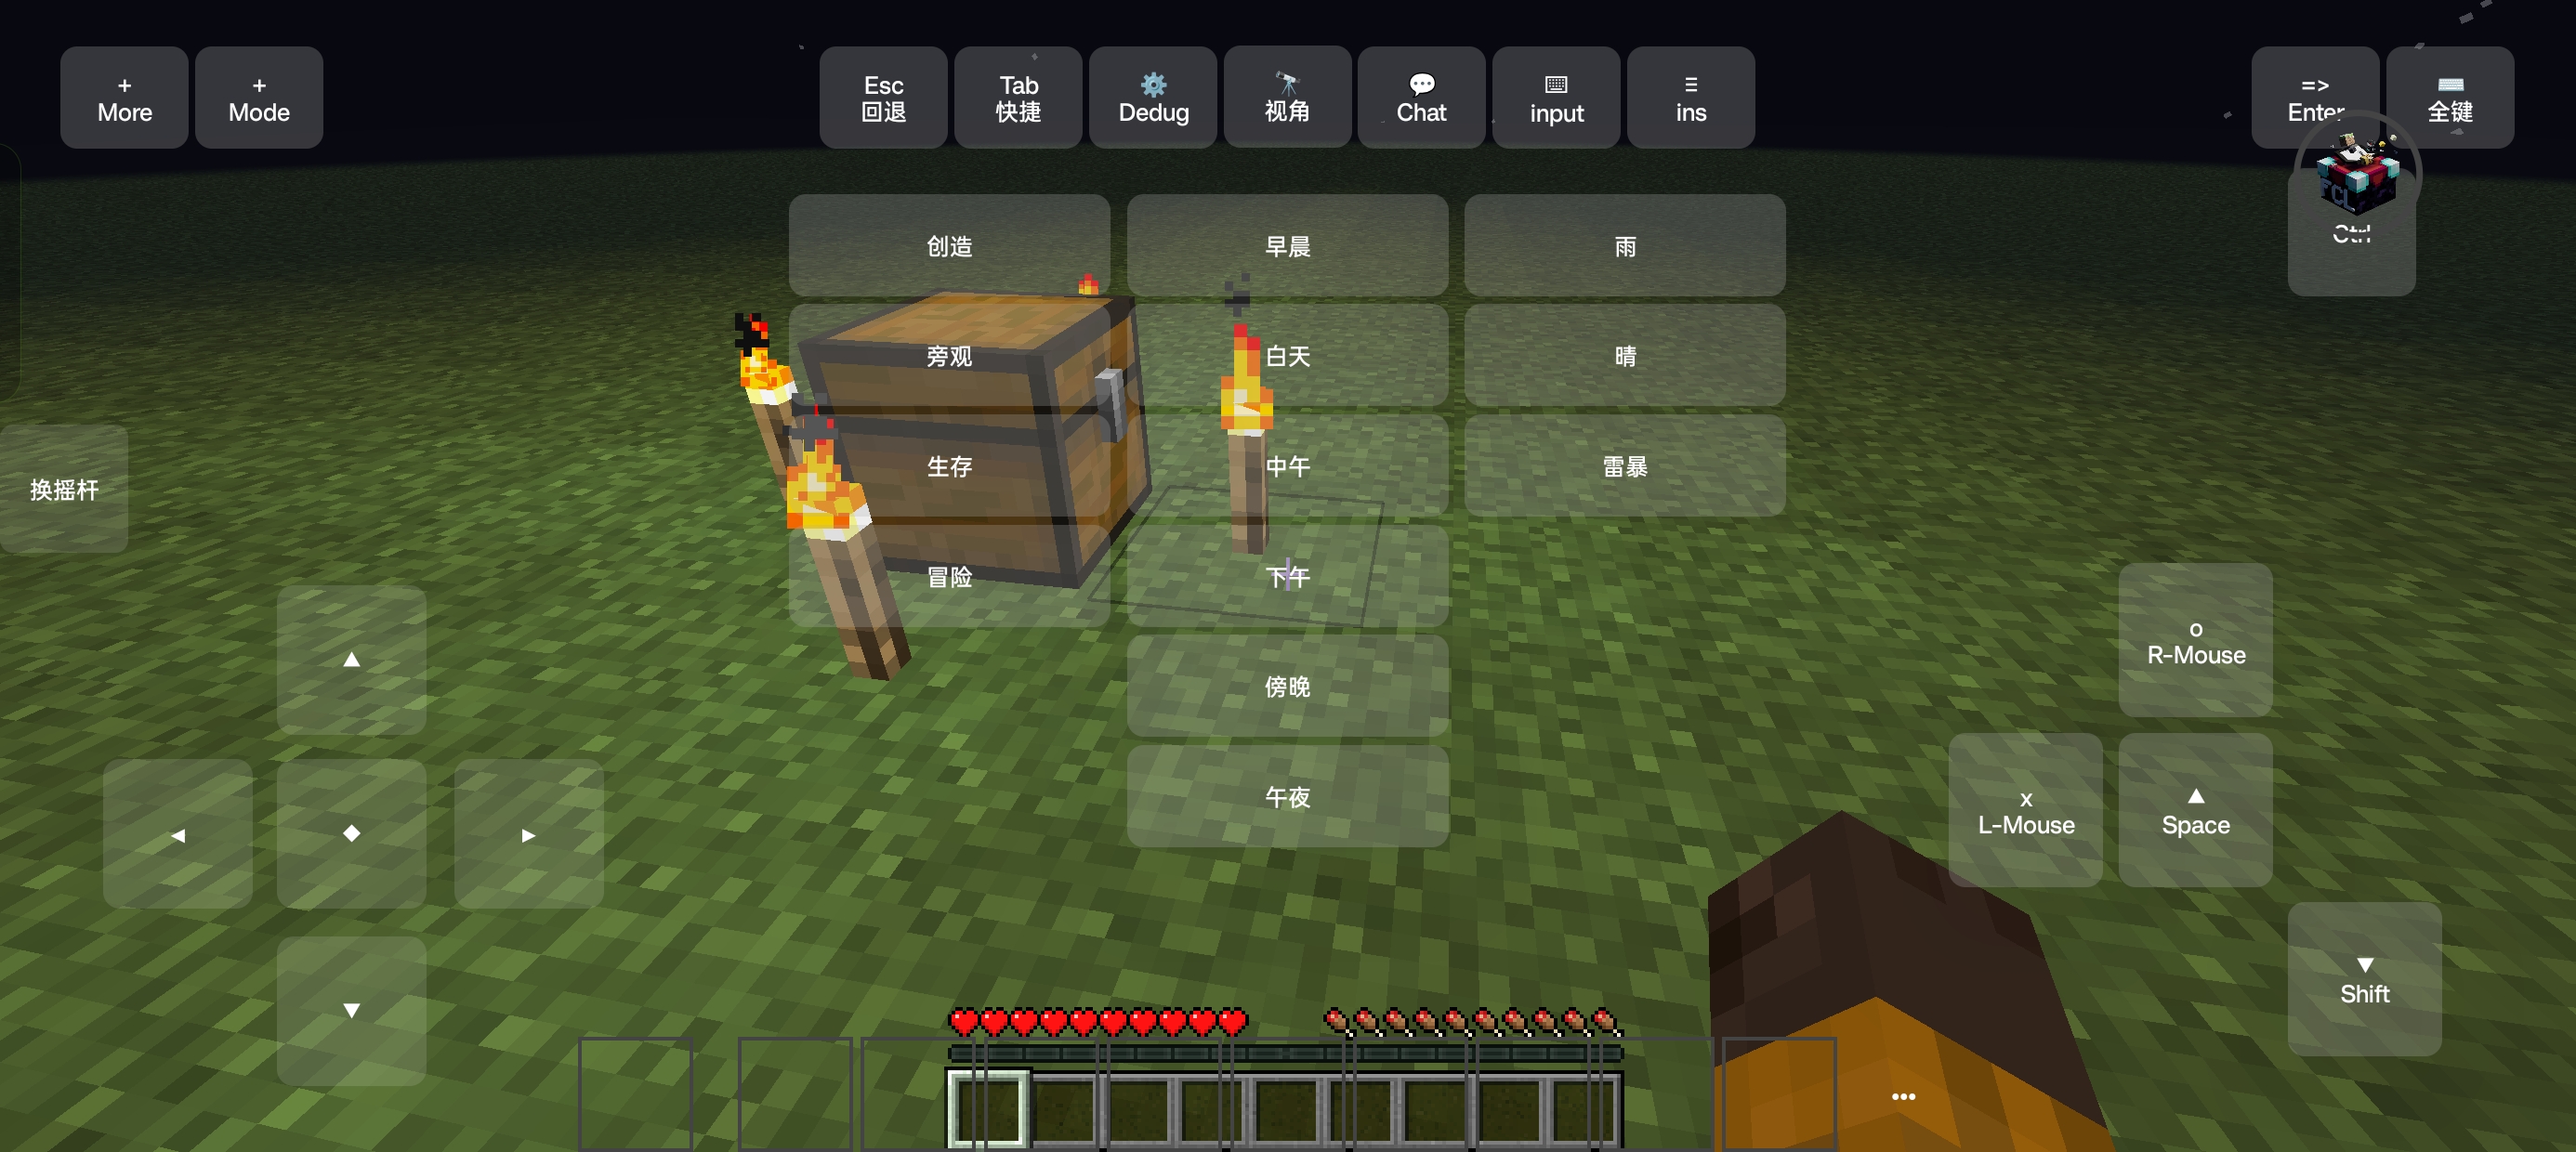 +
More
+
Mode
Esc
回退
Tab
快捷
Dedug
视角
Chat
input
ins
=>
Enter
全键
FCL
Ctrl
创造
早晨
雨
旁观
白天
晴
生存
中午
雷暴
冒险
下午
傍晚
午夜
换摇杆
o
R-Mouse
x
L-Mouse
Space
Shift
...